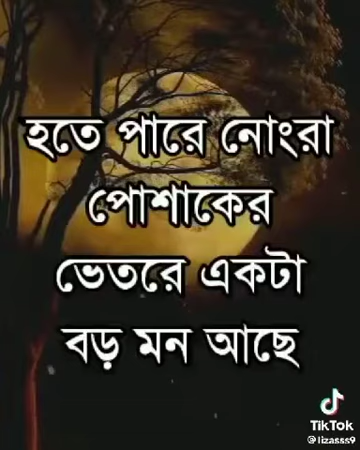 হতে পারে নোংরা
পোশাকের
ভেতরে একটা
বড় মন আছে
TikTok
@lizasss9